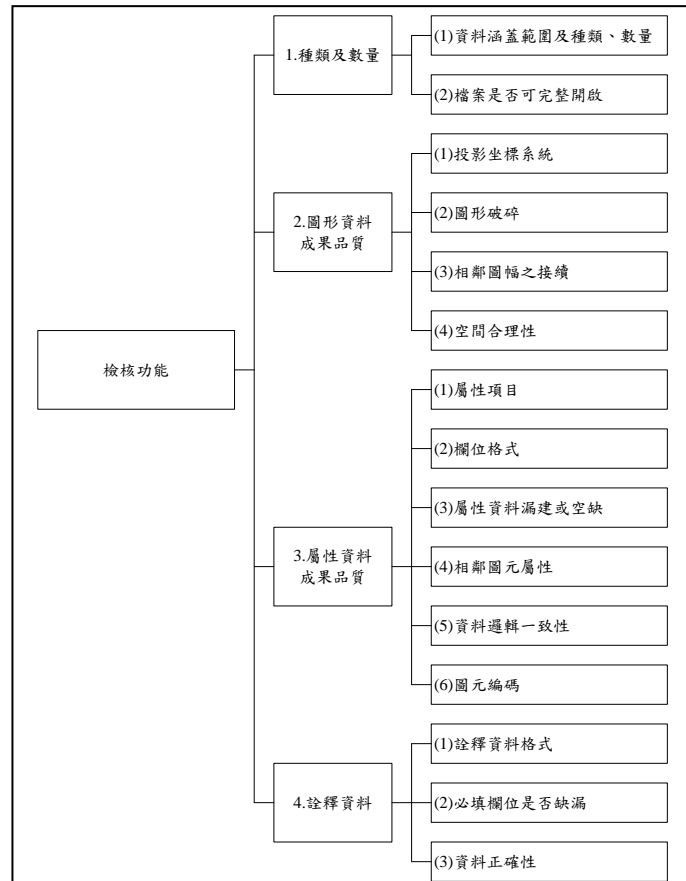 檢核功能
1.種類及數量
(1)資料涵蓋範圍及種類、數量
(2)檔案是否可完整開啟
2.圖形資料
成果品質
(1)投影坐標系統
(2)圖形破碎
(3)相鄰圖幅之接續
(4)空間合理性
3.屬性資料
成果品質
(1)屬性項目
(2)欄位格式
(3)屬性資料漏建或空缺
(4)相鄰圖元屬性
(5)資料邏輯一致性
(6)圖元編碼
4.詮釋資料
(1)詮釋資料格式
(2)必填欄位是否缺漏
(3)資料正確性